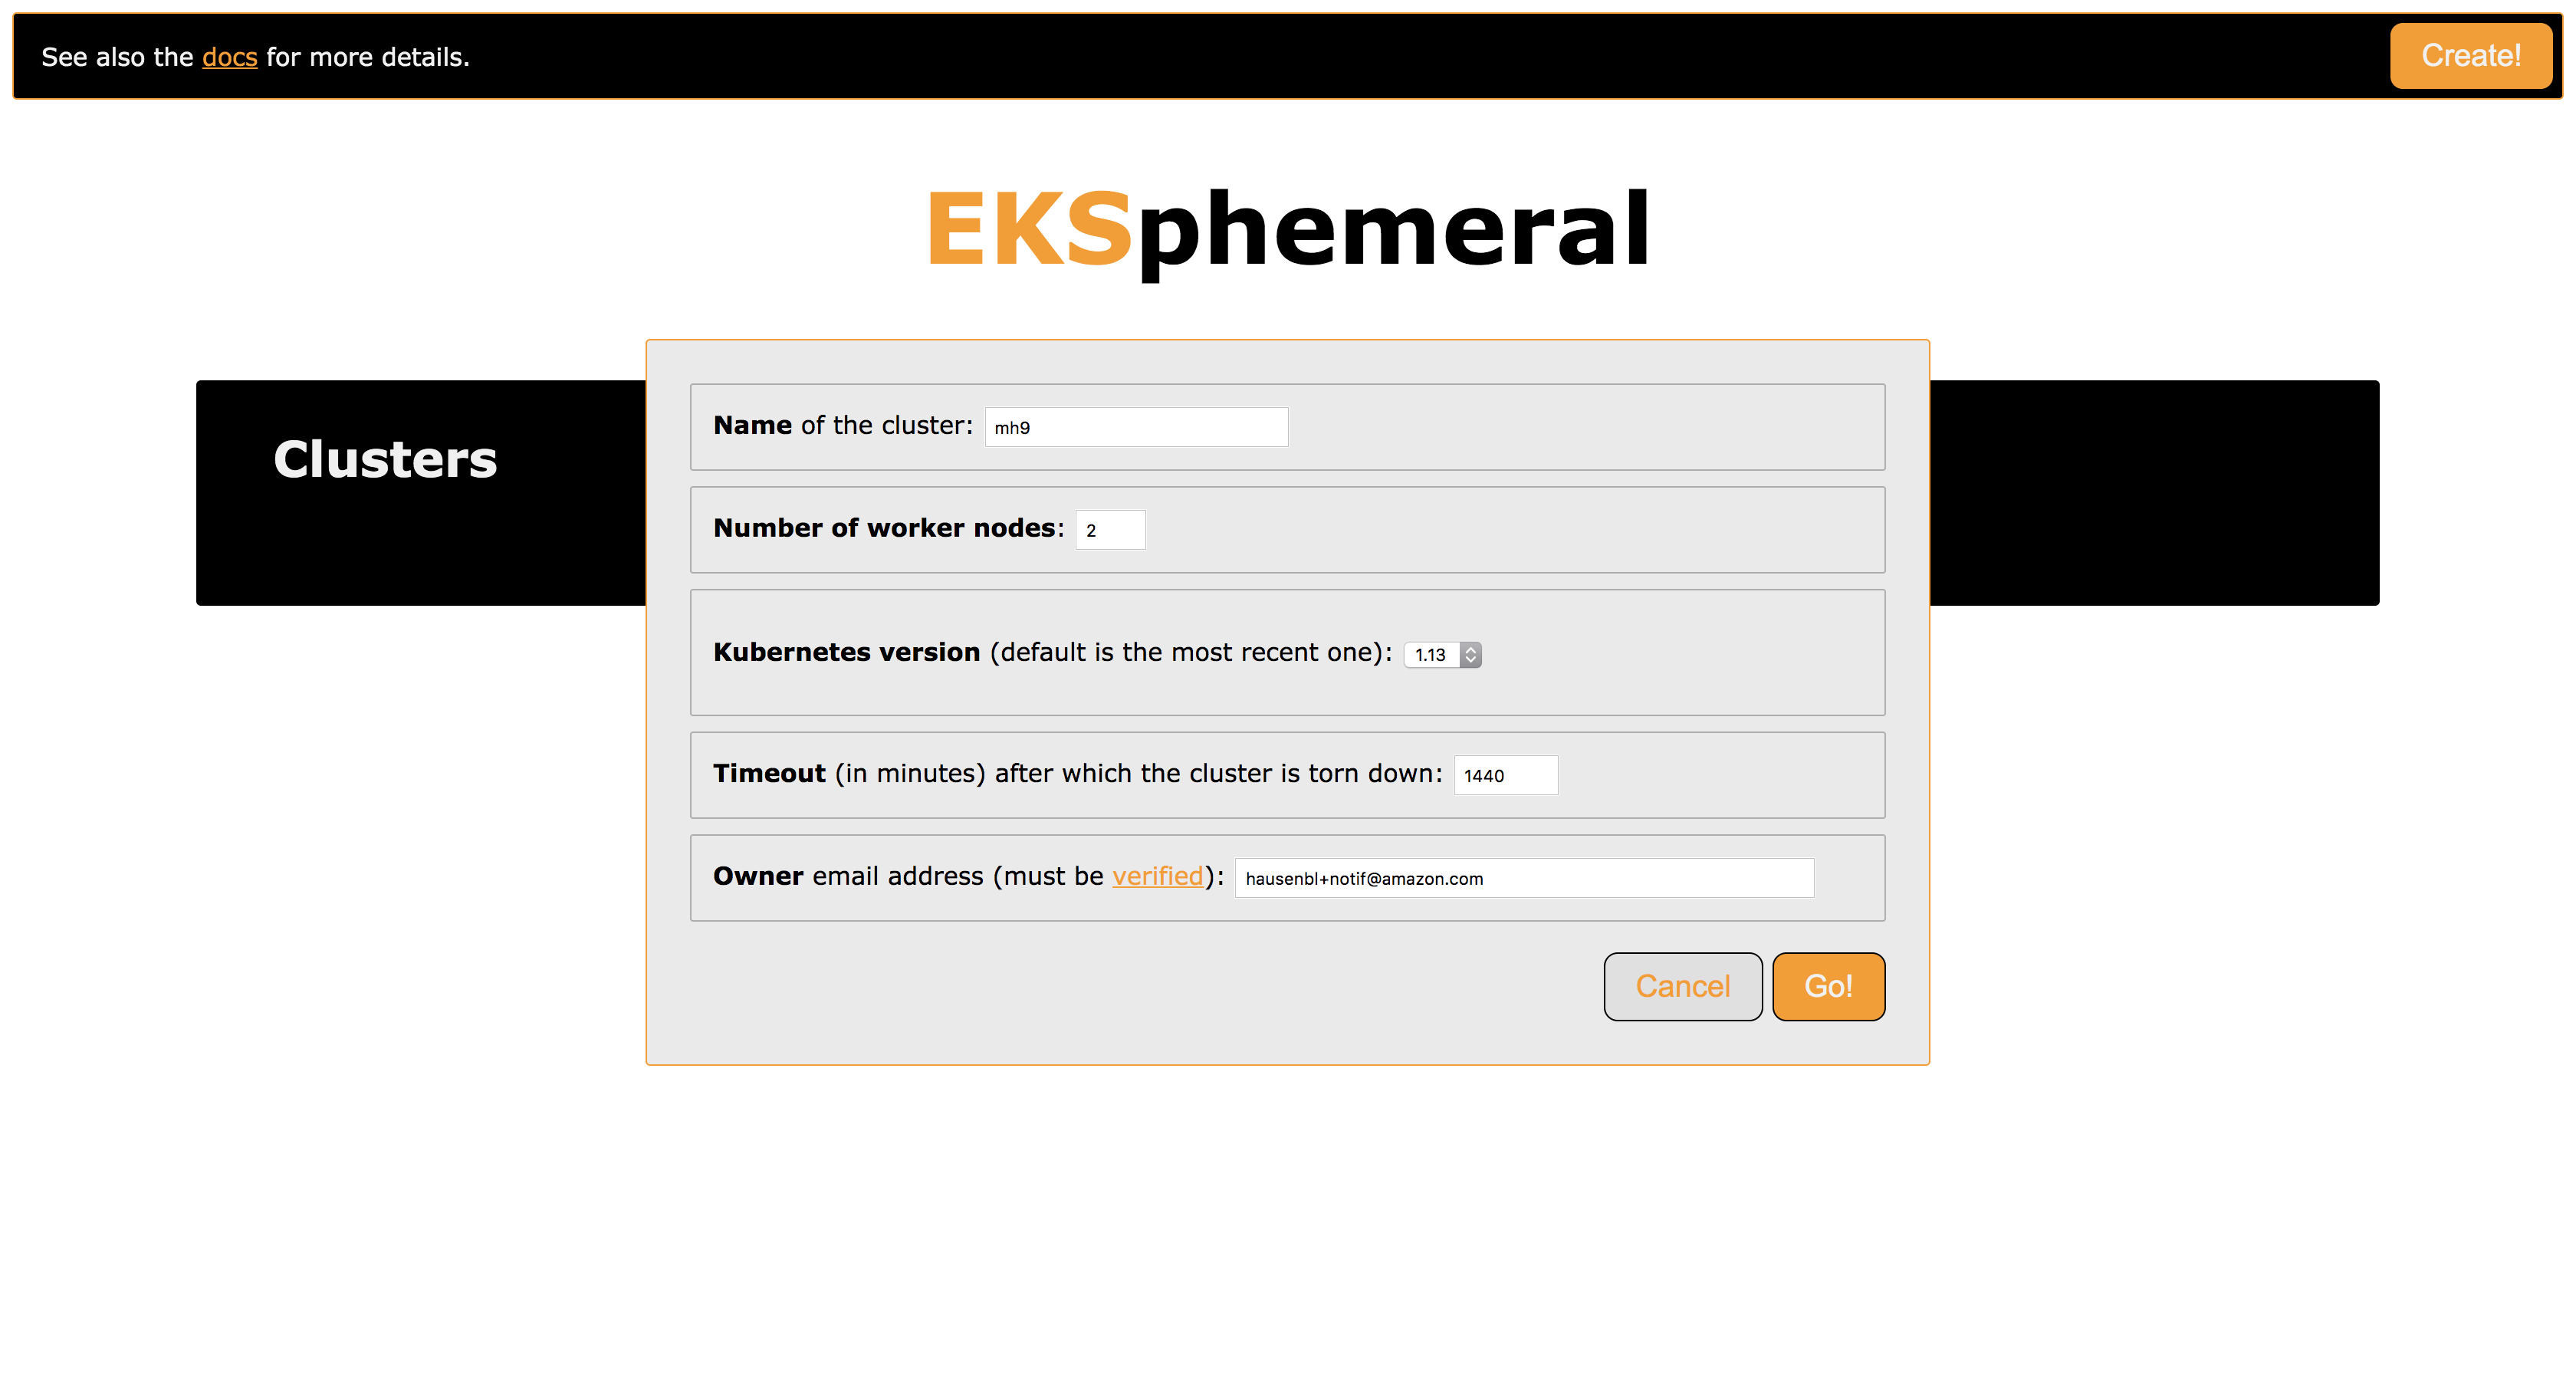 See also the docs for more details.
Create!
EKSphemeral
Clusters
Name of the cluster: mh9
Number of worker nodes: 2
Kubernetes version (default is the most recent one): 1.13
Timeout (in minutes) after which the cluster is torn down: 1440
Owner email address (must be verified): hausenbl+notif@amazon.com
Cancel Go!